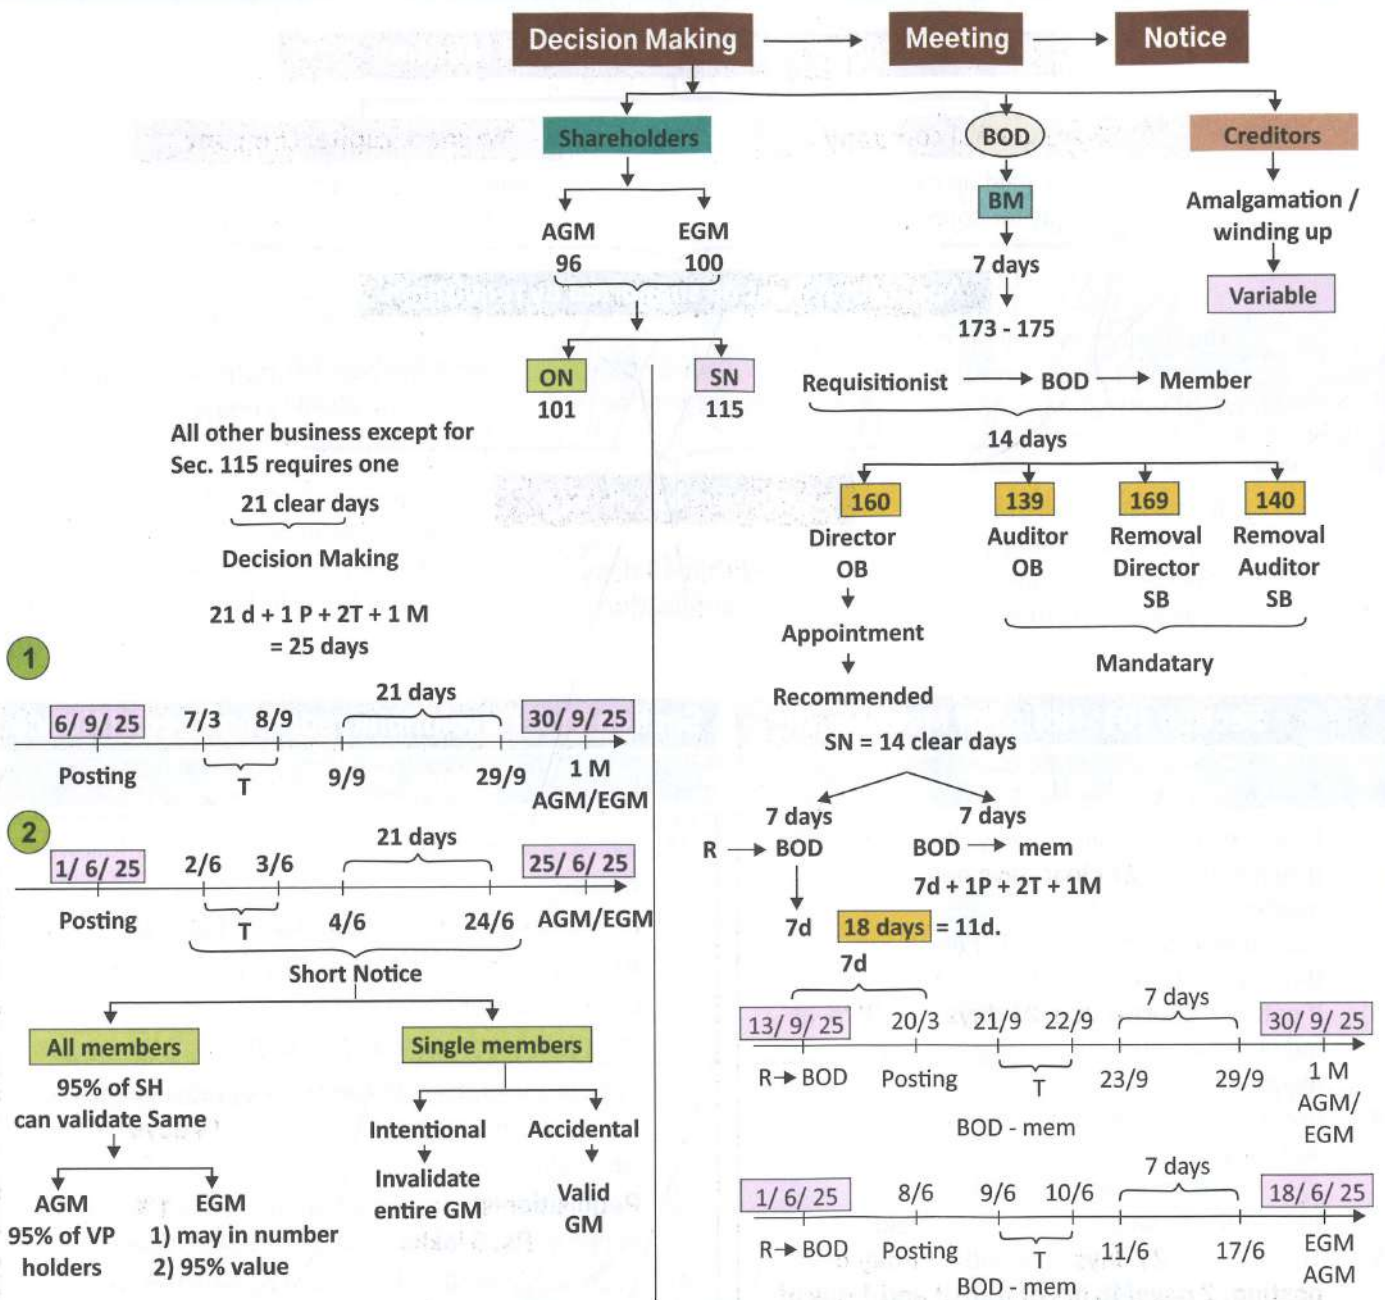 Decision Making
Meeting
Notice
Shareholders
BOD
Creditors
AGM
96
EGM
100
BM
7 days
173 - 175
Amalgamation /
winding up
Variable
ON
101
SN
115
All other business except for
Sec. 115 requires one
21 clear days
Decision Making
21 d + 1 P + 2T + 1 M
= 25 days
1
6/ 9/ 25
7/3
8/9
21 days
30/ 9/ 25
Posting
T
9/9
29/9
1 M
AGM/EGM
2
1/ 6/ 25
2/6
3/6
21 days
25/ 6/ 25
Posting
T
4/6
24/6
AGM/EGM
Short Notice
All members
Single members
95% of SH
can validate Same
AGM
95% of VP
holders
EGM
1) may in number
2) 95% value
Intentional
Invalidate
entire GM
Accidental
Valid
GM
Requisitionist
BOD
Member
14 days
160
Director
OB
139
Auditor
OB
169
Removal
Director
SB
140
Removal
Auditor
SB
Appointment
Recommended
Mandatary
SN = 14 clear days
7 days
R
BOD
7d
7 days
BOD
mem
7d + 1P + 2T + 1M
18 days = 11d.
7d
13/ 9/ 25
20/3
21/9
22/9
7 days
30/ 9/ 25
R
BOD
Posting
T
23/9
29/9
1 M
AGM/
EGM
BOD - mem
1/ 6/ 25
8/6
9/6
10/6
7 days
18/ 6/ 25
R
BOD
Posting
T
11/6
17/6
EGM
AGM
BOD - mem